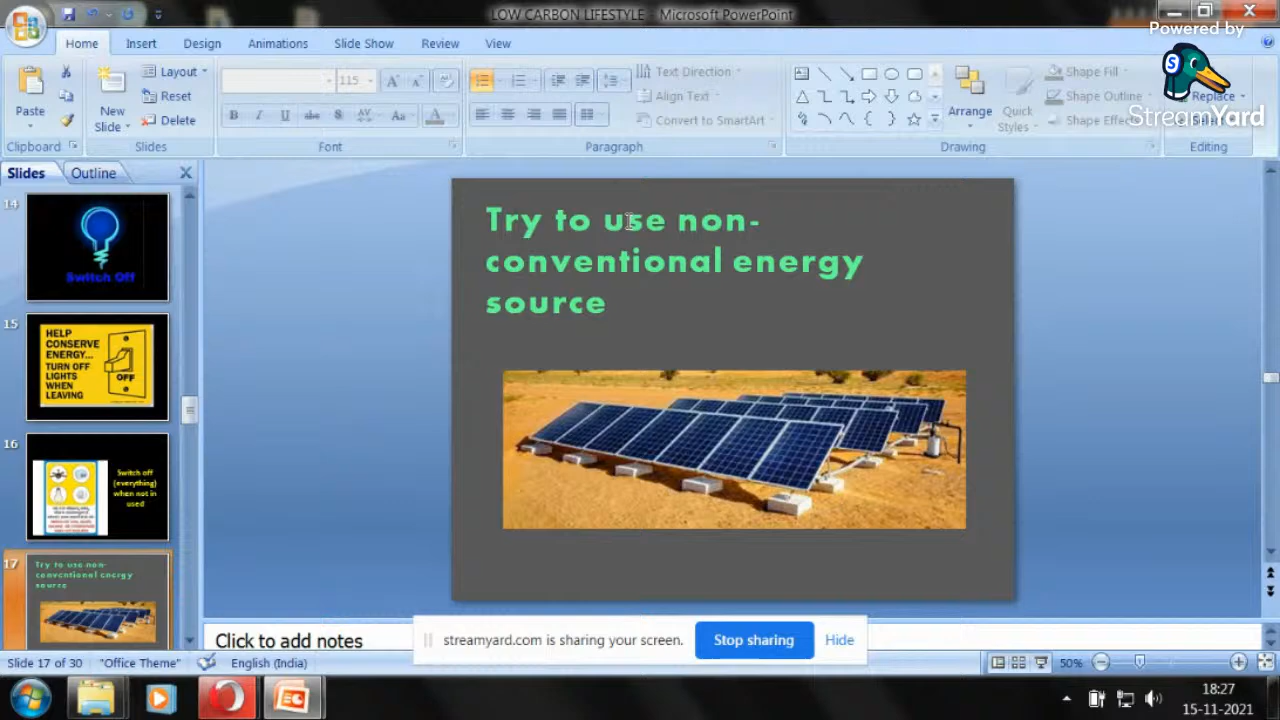 LOW CARBON LIFESTYLE - Microsoft PowerPoint
Powered by
StreamYard
Home Insert Design Animations Slide Show Review View
Paste
Clipboard
New Slide
Layout
Reset
Delete
Slides
115
B I U abc S AV Aa A
Font
Text Direction
Align Text
Convert to SmartArt
Paragraph
Arrange
Quick Styles
Shape Fill
Shape Outline
Drawing
Replace
Editing
Slides Outline
14
Switch Off
15
HELP
CONSERVE
ENERGY...
TURN OFF
LIGHTS
WHEN
LEAVING
OFF
16
Switch off
(everything)
when not in
used
17
Try to use non-
conventional energy
source
Try to use non-
conventional energy
source
Click to add notes
streamyard.com is sharing your screen. Stop sharing Hide
Slide 17 of 30 "Office Theme" English (India) 50%
18:27
15-11-2021